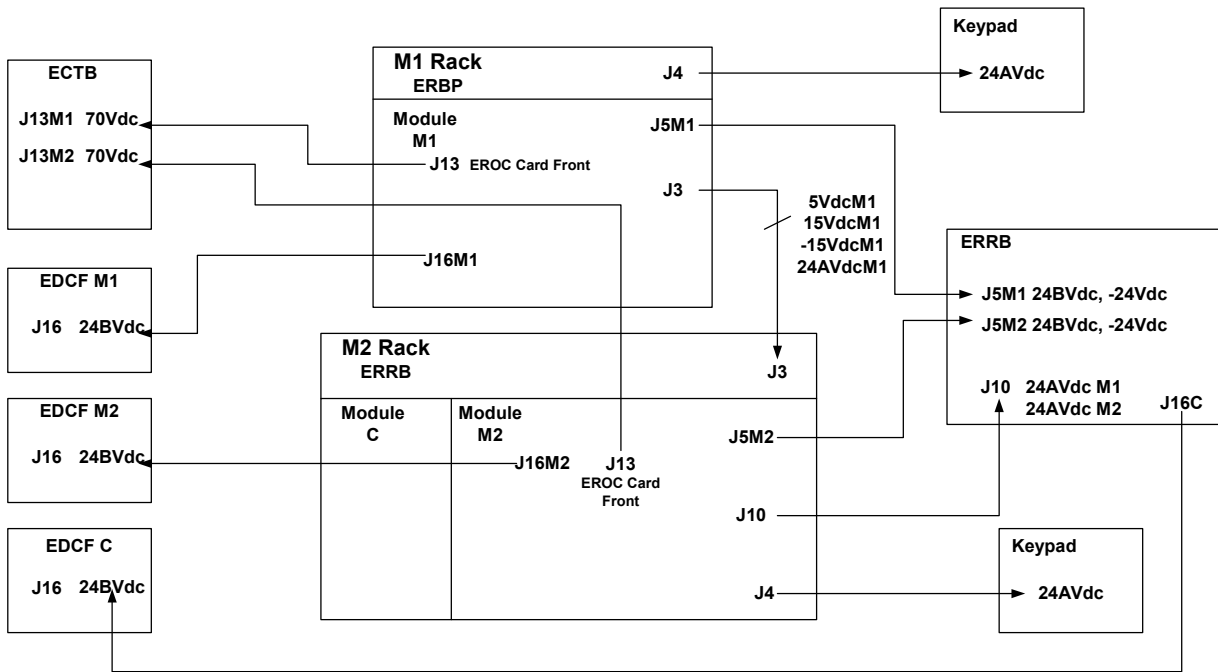 ECTB
J13M1 70Vdc
J13M2 70Vdc
EDCF M1
J16 24BVdc
EDCF M2
J16 24BVdc
EDCF C
J16 24BVdc
M1 Rack
ERBP
J4
Module
M1
J13 EROC Card Front
J5M1
J3
J16M1
5VdcM1
15VdcM1
-15VdcM1
24AVdcM1
M2 Rack
ERRB
J3
Module
C
Module
M2
J16M2
J13
EROC Card
Front
J5M2
J10
J4
Keypad
24AVdc
ERRB
J5M1 24BVdc, -24Vdc
J5M2 24BVdc, -24Vdc
J10 24AVdc M1
24AVdc M2
J16C
Keypad
24AVdc